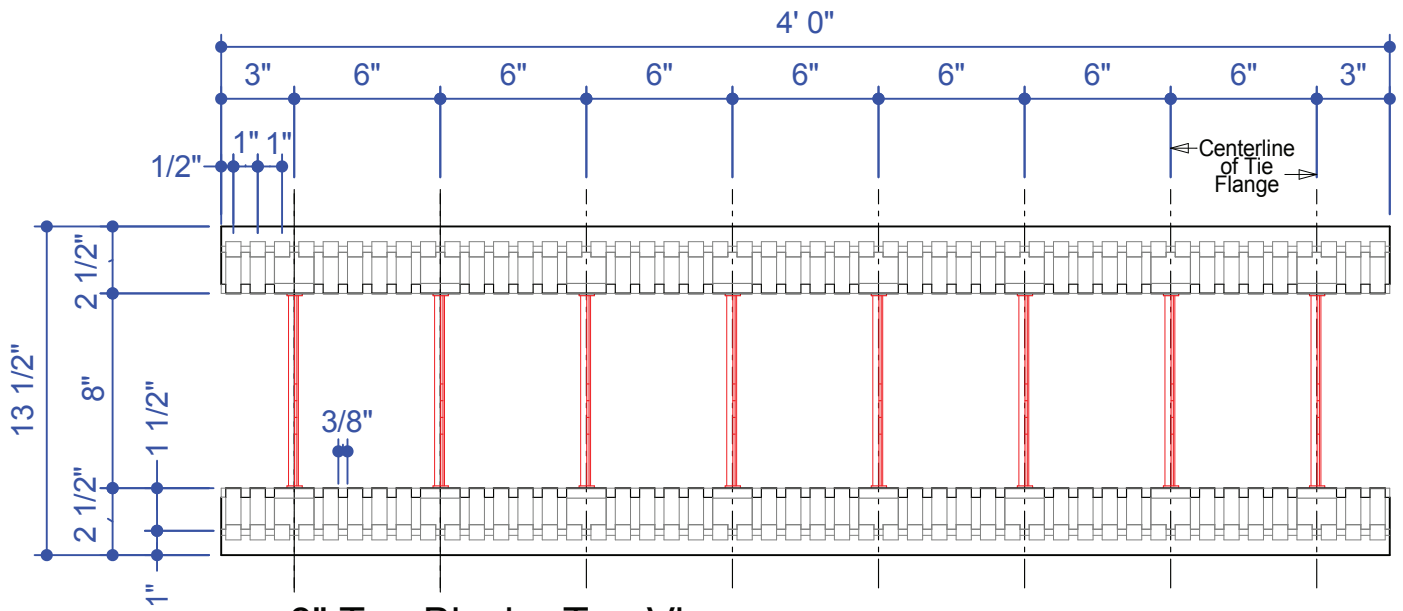 4' 0"
3" 6" 6" 6" 6" 6" 6" 6" 3"
1/2" 1" 1"
Centerline
of Tie
Flange
13 1/2"
2 1/2"
8"
2 1/2"
1 1/2"
1"
3/8"